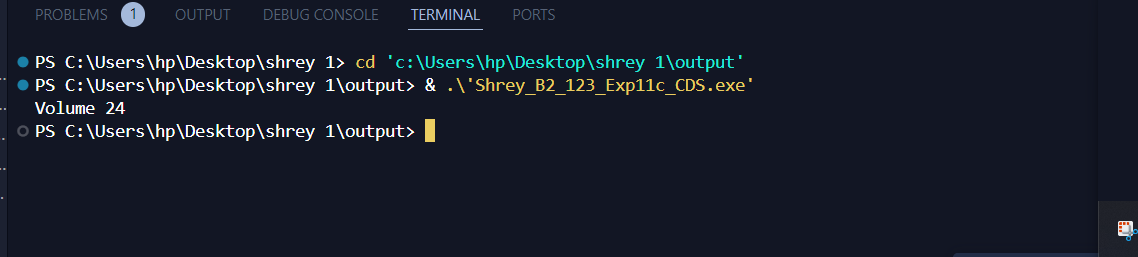 PROBLEMS 1 OUTPUT DEBUG CONSOLE TERMINAL PORTS
PS C:\Users\hp\Desktop\shrey 1> cd 'c:\Users\hp\Desktop\shrey 1\output'
PS C:\Users\hp\Desktop\shrey 1\output> & .\'Shrey_B2_123_Exp11c_CDS.exe'
Volume 24
PS C:\Users\hp\Desktop\shrey 1\output>